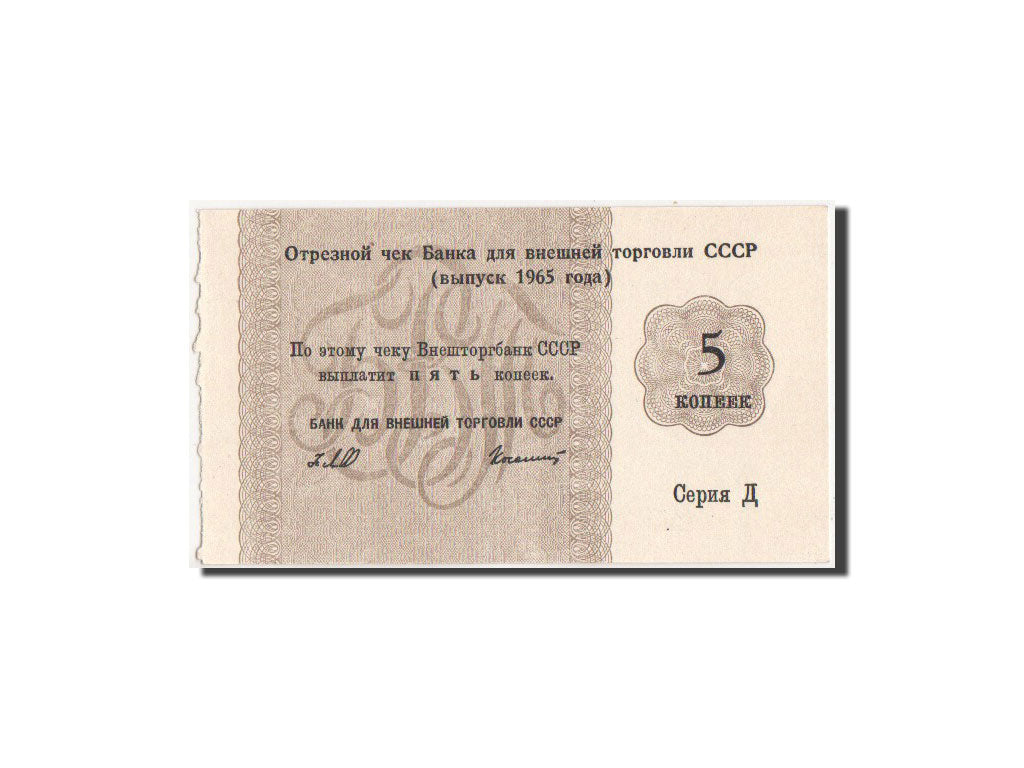 Отрезной чек Банка для внешней торговли СССР
(выпуск 1965 года)
По этому чеку Внешторгбанк СССР
выплатит пять копеек.
БАНК ДЛЯ ВНЕШНЕЙ ТОРГОВЛИ СССР
5
КОПЕЕК
Серия Д